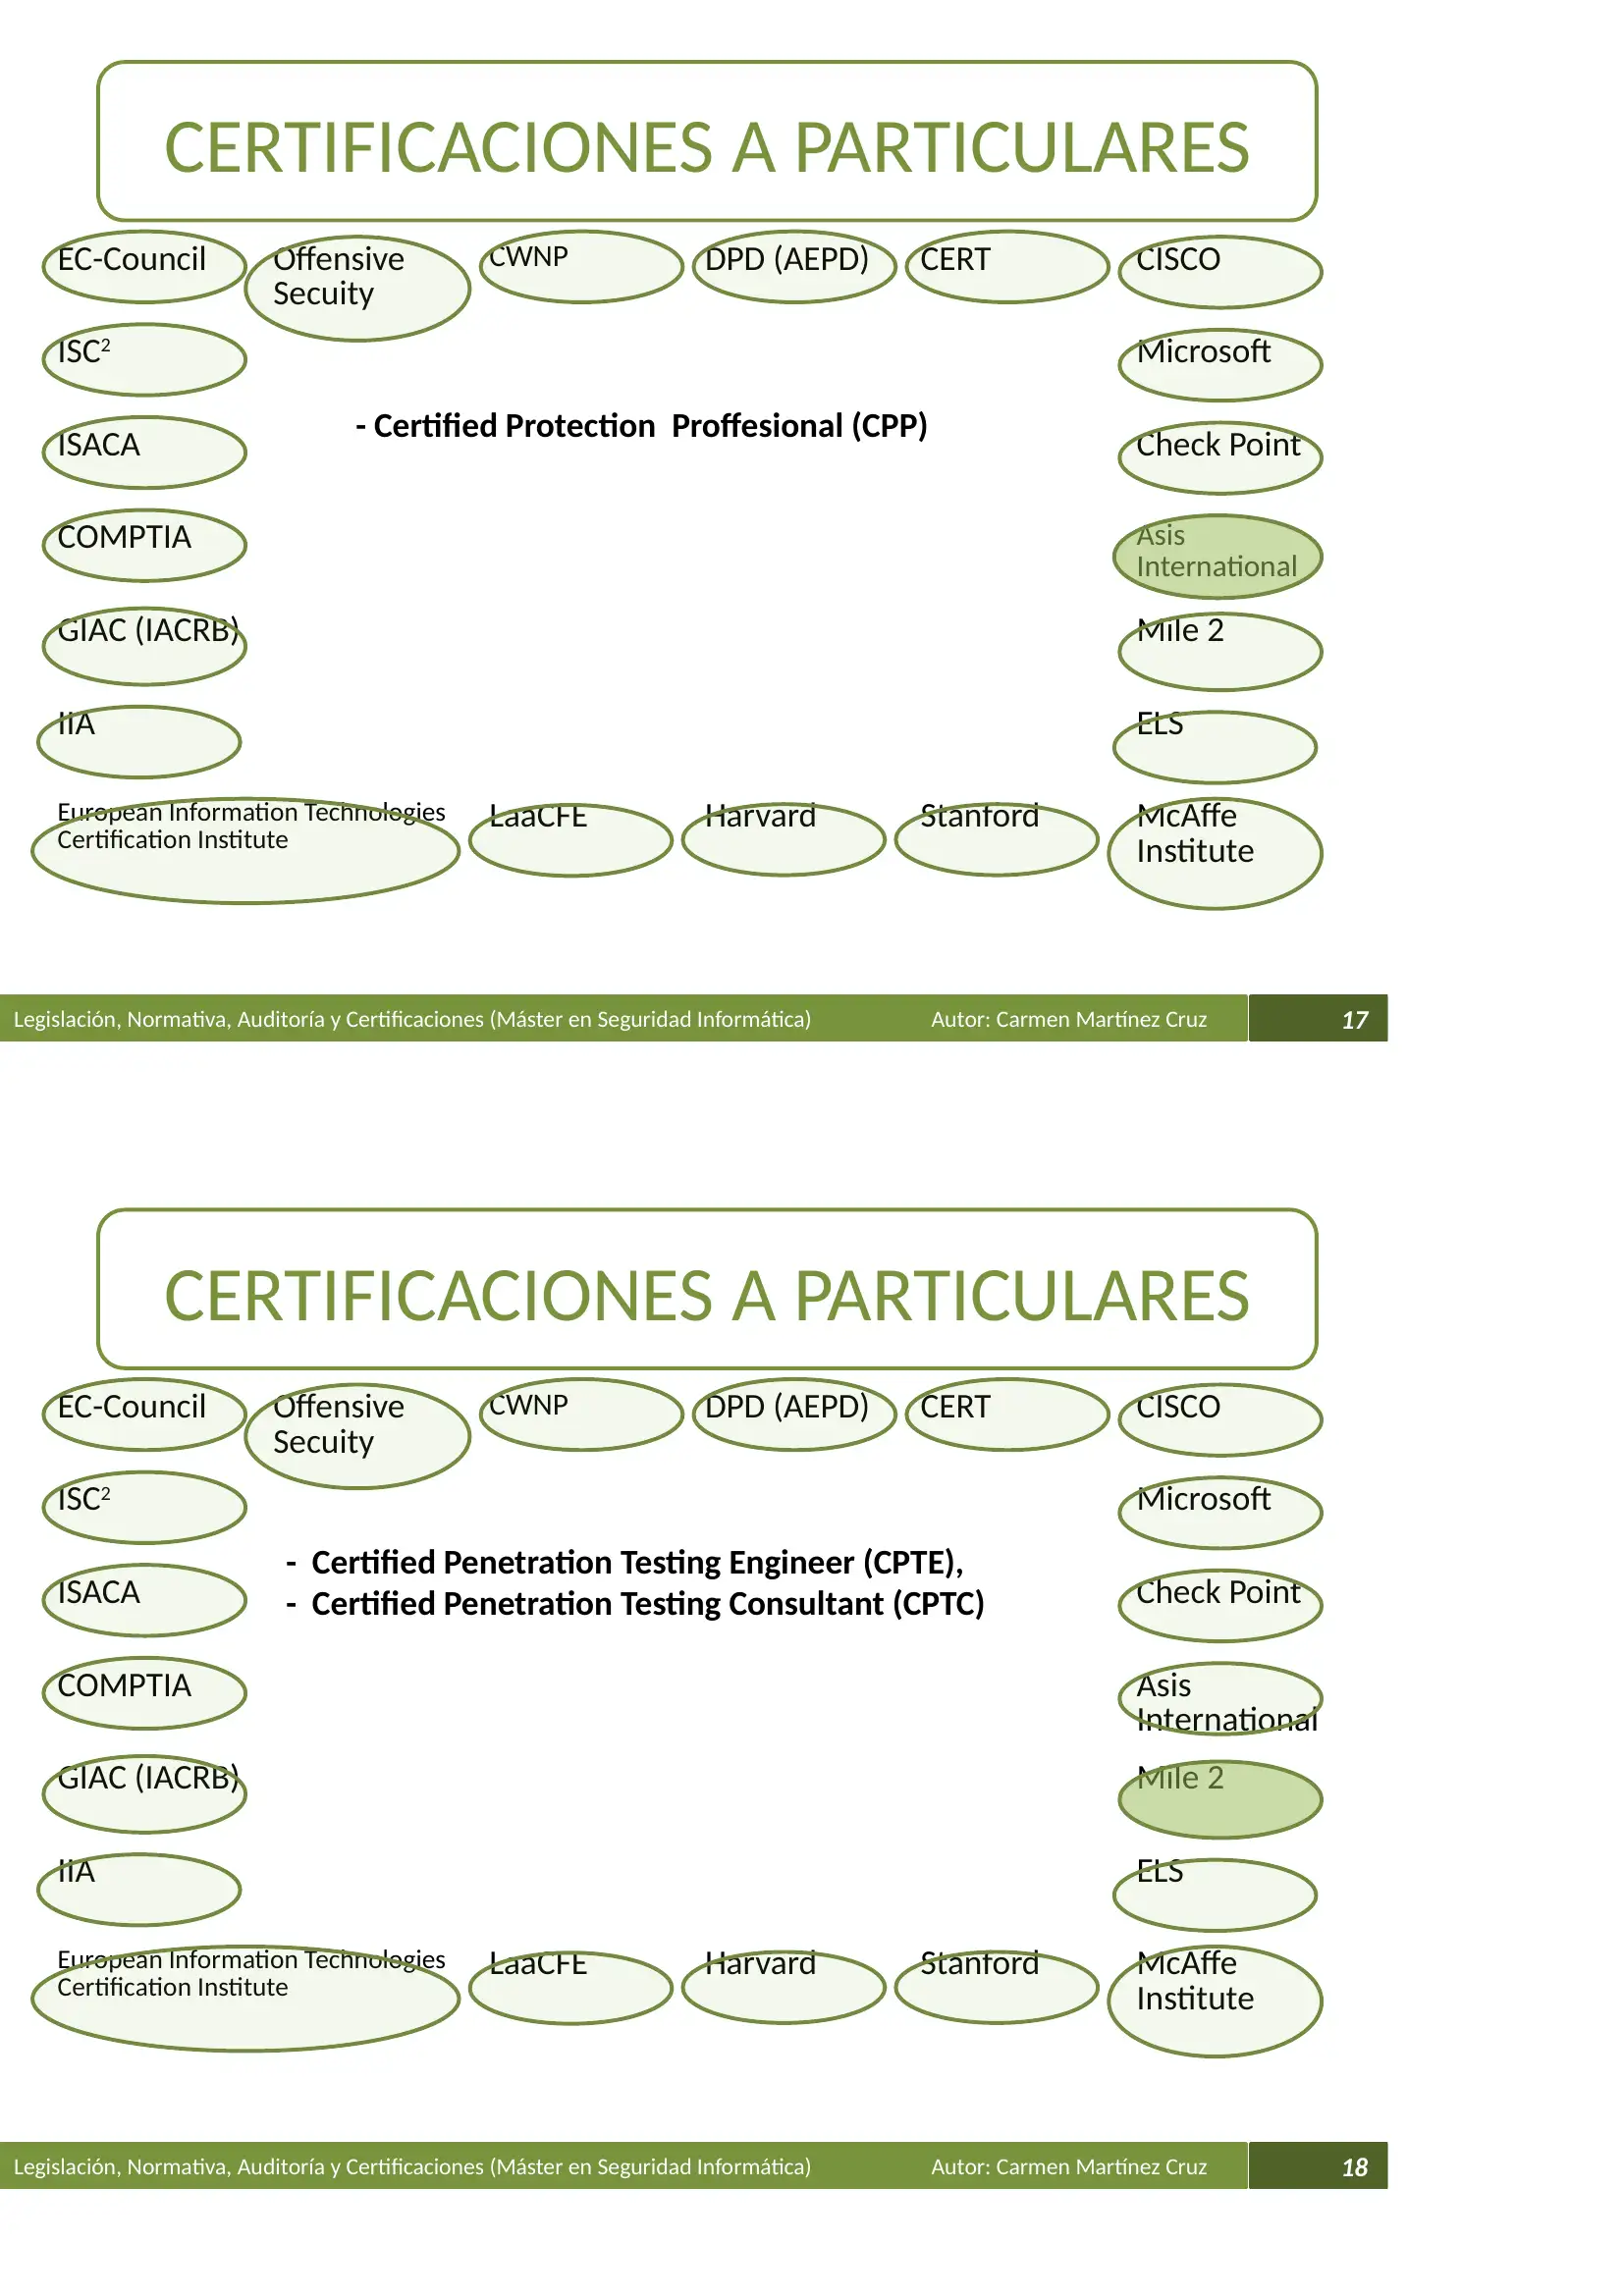 CERTIFICACIONES A PARTICULARES
EC-Council
Offensive
Secuity
CWNP
DPD (AEPD)
CERT
CISCO
ISC²
Microsoft
- Certified Protection  Proffesional (CPP)
ISACA
Check Point
COMPTIA
Asis
International
GIAC (IACRB)
Mile 2
IIA
ELS
European Information Technologies
Certification Institute
LaaCFE
Harvard
Stanford
McAffe
Institute
Legislación, Normativa, Auditoría y Certificaciones (Máster en Seguridad Informática)
Autor: Carmen Martínez Cruz
17
CERTIFICACIONES A PARTICULARES
EC-Council
Offensive
Secuity
CWNP
DPD (AEPD)
CERT
CISCO
ISC²
Microsoft
- Certified Penetration Testing Engineer (CPTE),
- Certified Penetration Testing Consultant (CPTC)
ISACA
Check Point
COMPTIA
Asis
International
GIAC (IACRB)
Mile 2
IIA
ELS
European Information Technologies
Certification Institute
LaaCFE
Harvard
Stanford
McAffe
Institute
Legislación, Normativa, Auditoría y Certificaciones (Máster en Seguridad Informática)
Autor: Carmen Martínez Cruz
18